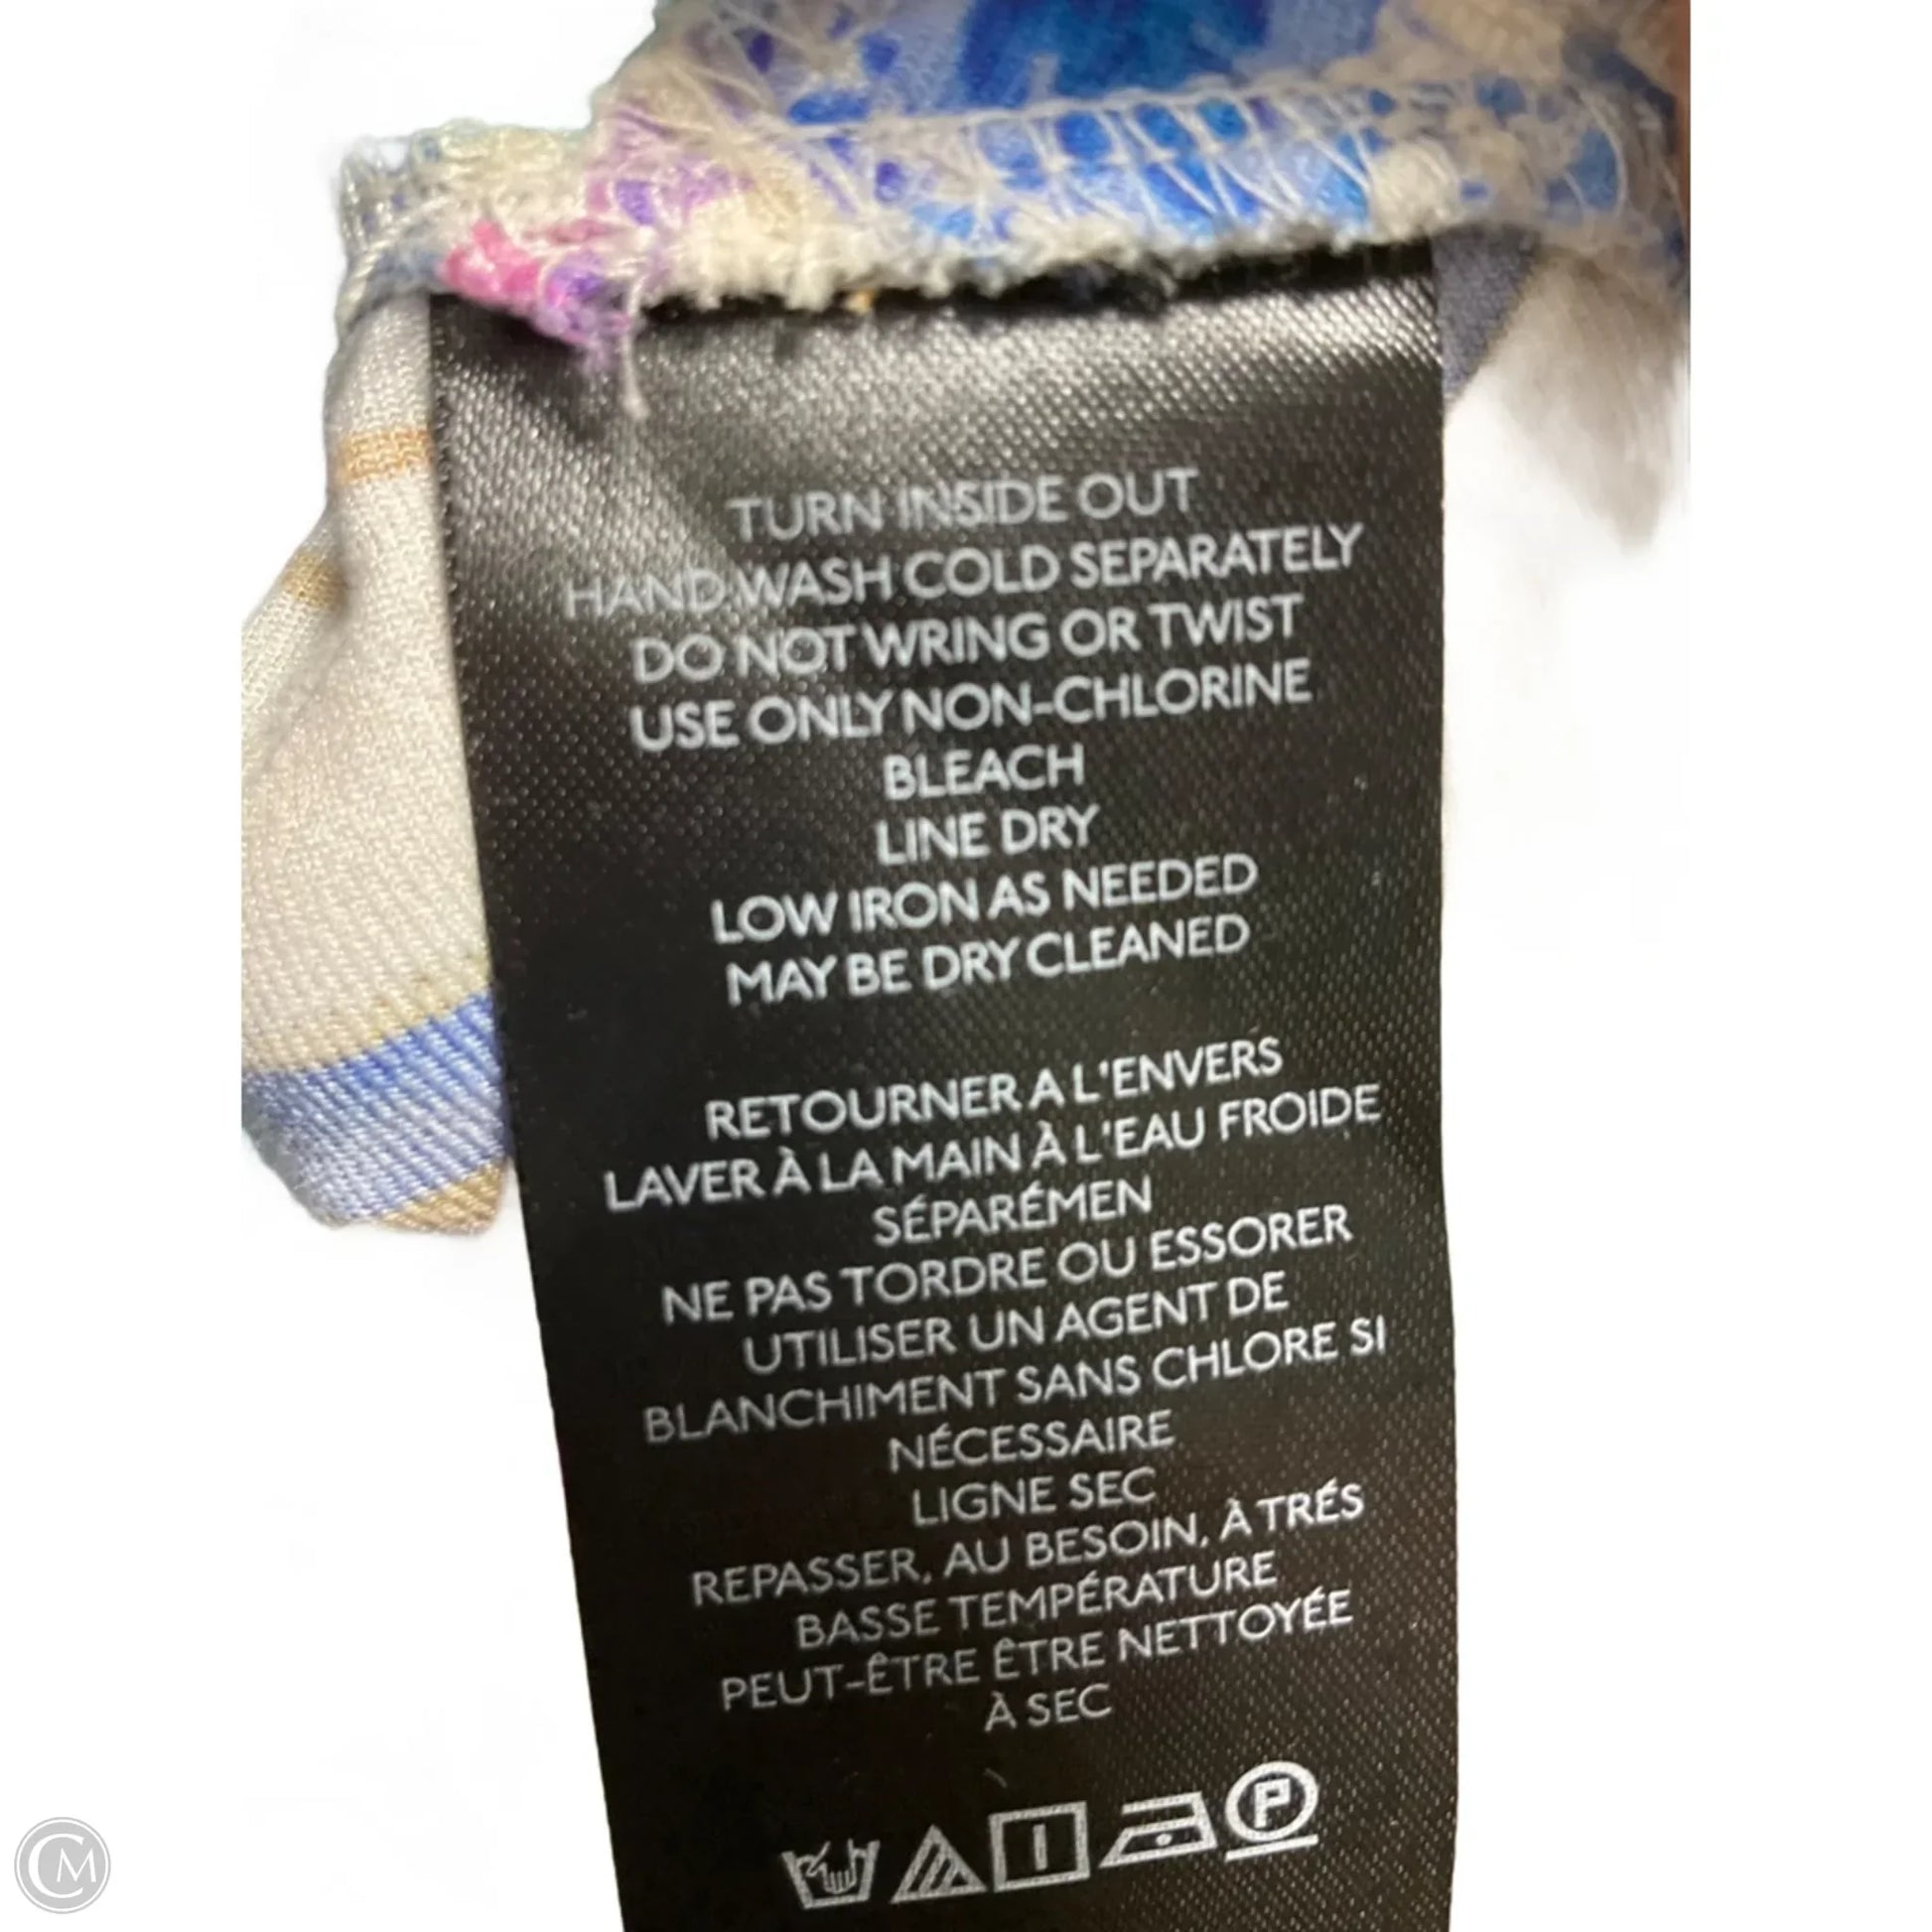 TURN INSIDE OUT
HAND WASH COLD SEPARATELY
DO NOT WRING OR TWIST
USE ONLY NON-CHLORINE
BLEACH
LINE DRY
LOW IRON AS NEEDED
MAY BE DRY CLEANED
RETOURNER A L'ENVERS
LAVER À LA MAIN À L'EAU FROIDE
SÉPARÉMEN
NE PAS TORDRE OU ESSORER
UTILISER UN AGENT DE
BLANCHIMENT SANS CHLORE SI
NÉCESSAIRE
LIGNE SEC
REPASSER, AU BESOIN, À TRÉS
BASSE TEMPÉRATURE
PEUT-ÊTRE ÊTRE NETTOYÉE
À SEC
P
CM